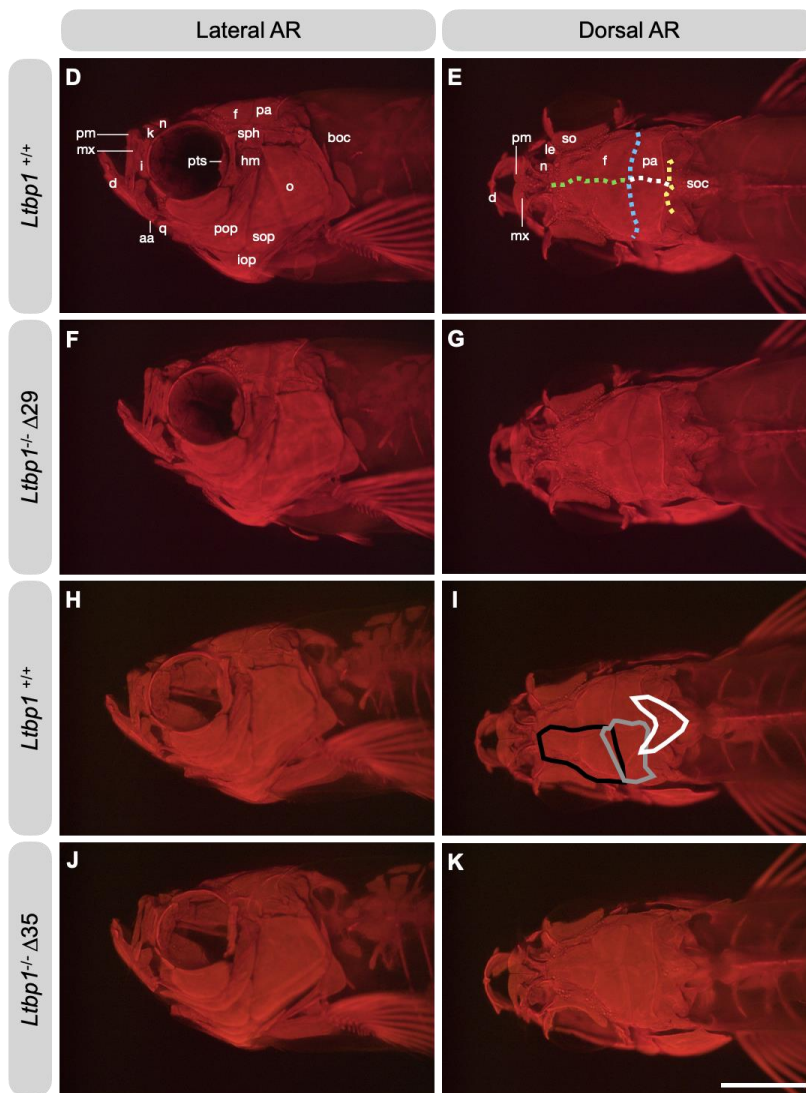 Lateral AR
Dorsal AR
Ltbp1 +/+
D
n
k
pm
mx
i
d
aa
q
pts
f
pa
sph
hm
boc
o
pop
sop
iop
E
pm
le
so
n
d
mx
f
pa
soc
Ltbp1-/- Δ29
F
G
Ltbp1 +/+
H
I
Ltbp1-/- Δ35
J
K